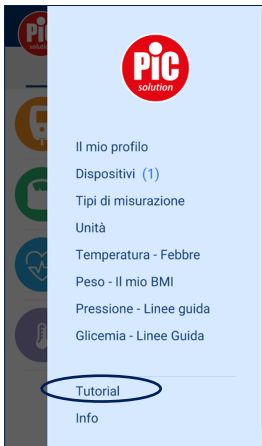 PiC
solution
Il mio profilo
Dispositivi (1)
Tipi di misurazione
Unità
Temperatura - Febbre
Peso - Il mio BMI
Pressione - Linee guida
Glicemia - Linee Guida
Tutorial
Info